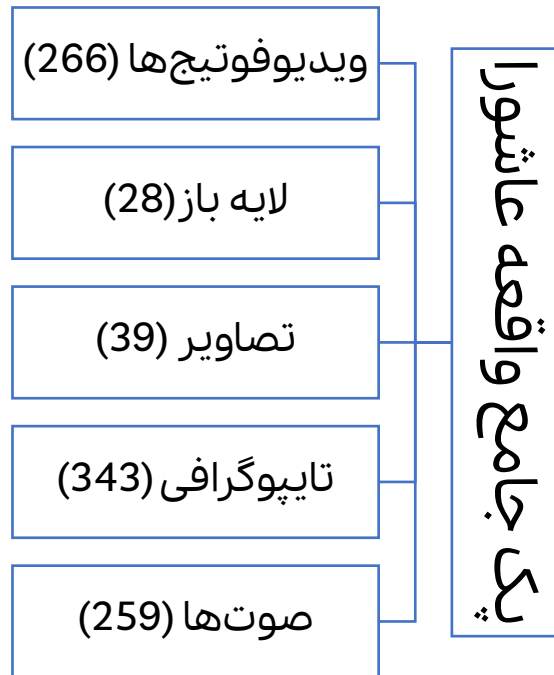 پک جامع واقعه عاشورا
ویدیوفوتیج‌ها (266)
لایه باز(28)
تصاویر (39)
تایپوگرافی (343)
صوت‌ها (259)